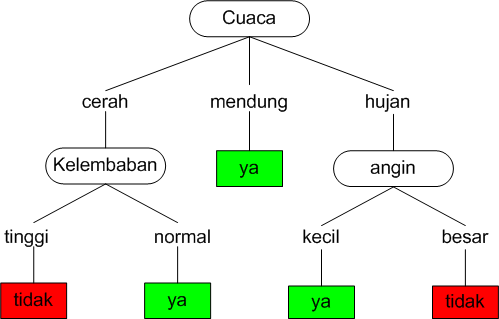 Cuaca
cerah
mendung
hujan
Kelembaban
ya
angin
tinggi
normal
kecil
besar
tidak
ya
ya
tidak